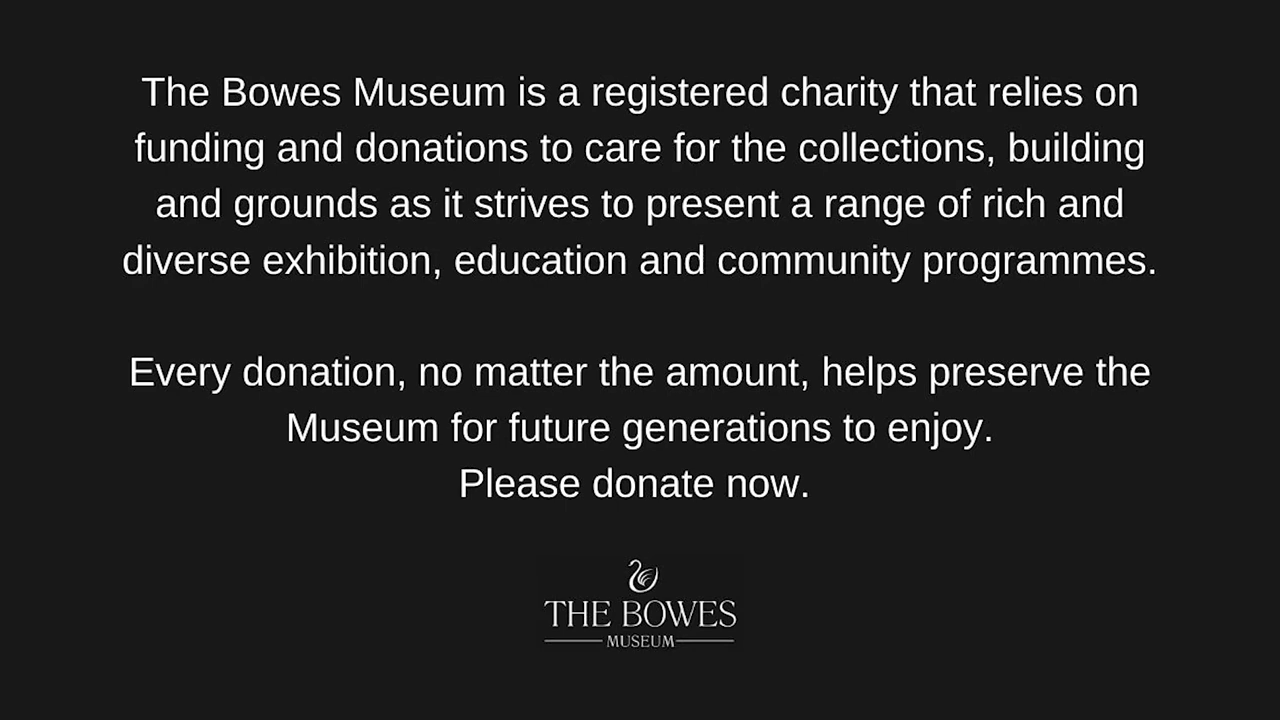 The Bowes Museum is a registered charity that relies on
funding and donations to care for the collections, building
and grounds as it strives to present a range of rich and
diverse exhibition, education and community programmes.
Every donation, no matter the amount, helps preserve the
Museum for future generations to enjoy.
Please donate now.
THE BOWES
MUSEUM